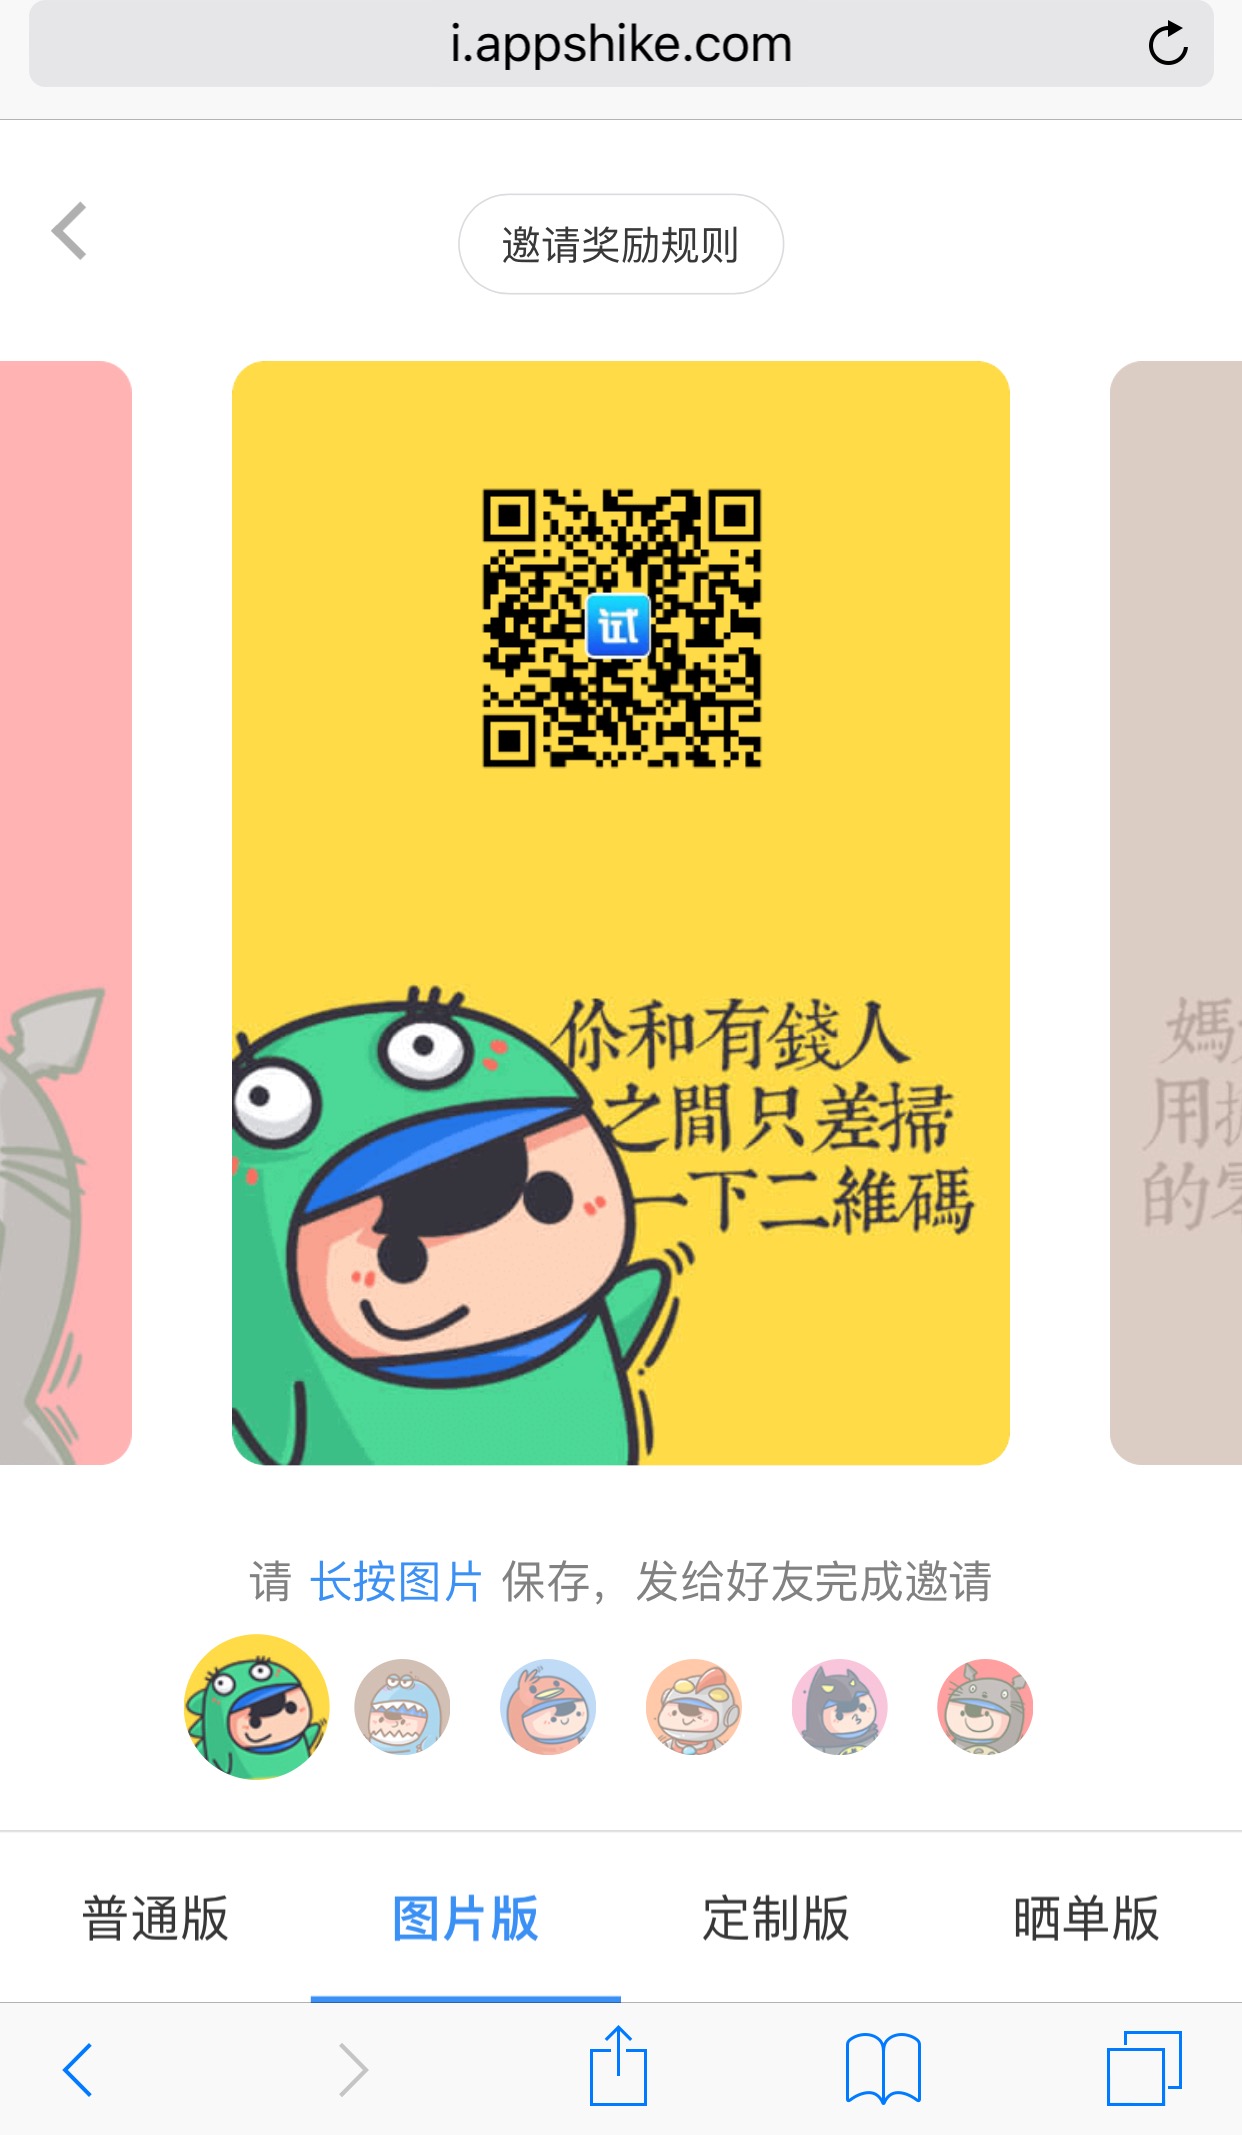 i.appshike.com
邀请奖励规则
试
伱和有錢人
之間只差掃
一下二維碼
媽
用
的
请 长按图片 保存，发给好友完成邀请
普通版 图片版 定制版 晒单版